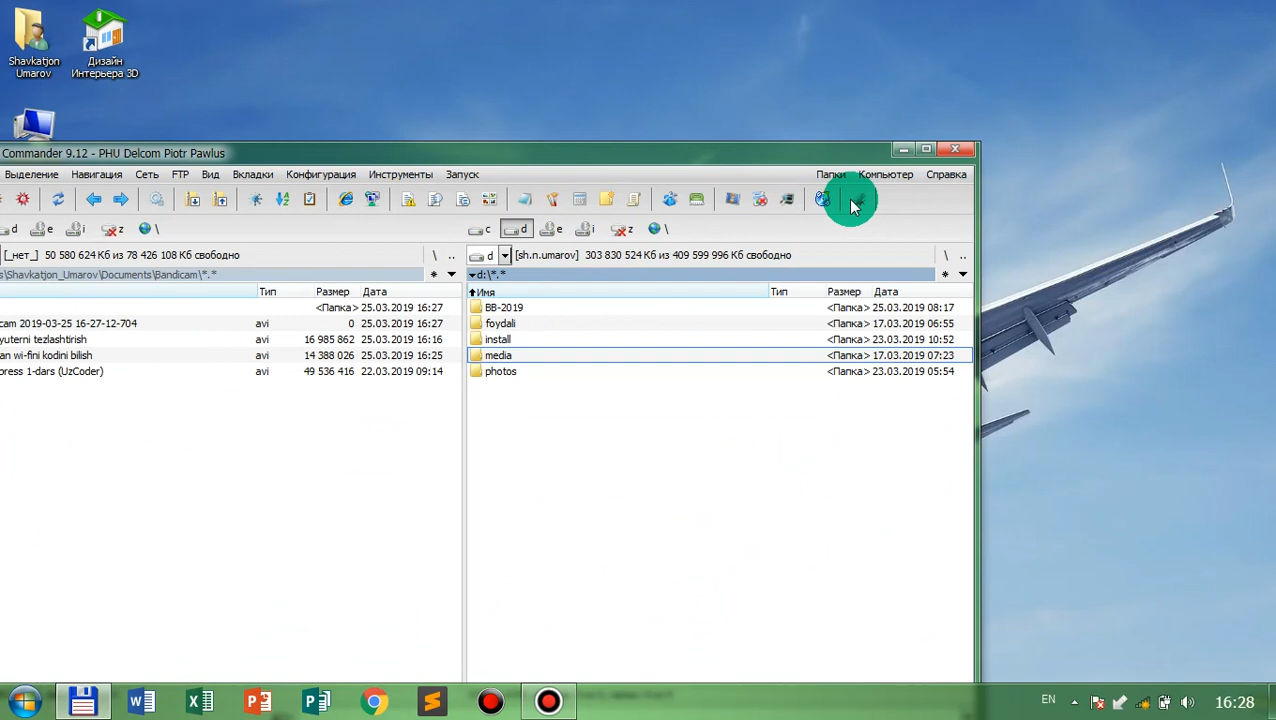 Shavkatjon
Umarov
Дизайн
Интерьера 3D
Commander 9.12 - PHU Delcom Piotr Pawlus
Выделение Навигация Сеть FTP Вид Вкладки Конфигурация Инструменты Запуск Папки Компьютер Справка
d e i z \ c d e i z \
[_нет_] 50 580 624 Кб из 78 426 108 Кб свободно \ .. d [sh.n.umarov] 303 830 524 Кб из 409 599 996 Кб свободно \ ..
s\Shavkatjon_Umarov\Documents\Bandicam\*.* * d:\*.* *
Тип Размер Дата Имя Тип Размер Дата
<Папка> 25.03.2019 16:27 BB-2019 <Папка> 25.03.2019 08:17
cam 2019-03-25 16-27-12-704 avi 0 25.03.2019 16:27 foydali <Папка> 17.03.2019 06:55
yuterni tezlashtirish avi 16 985 862 25.03.2019 16:16 install <Папка> 23.03.2019 10:52
an wi-fini kodini bilish avi 14 388 026 25.03.2019 16:25 media <Папка> 17.03.2019 07:23
press 1-dars (UzCoder) avi 49 536 416 22.03.2019 09:14 photos <Папка> 23.03.2019 05:54
EN 16:28